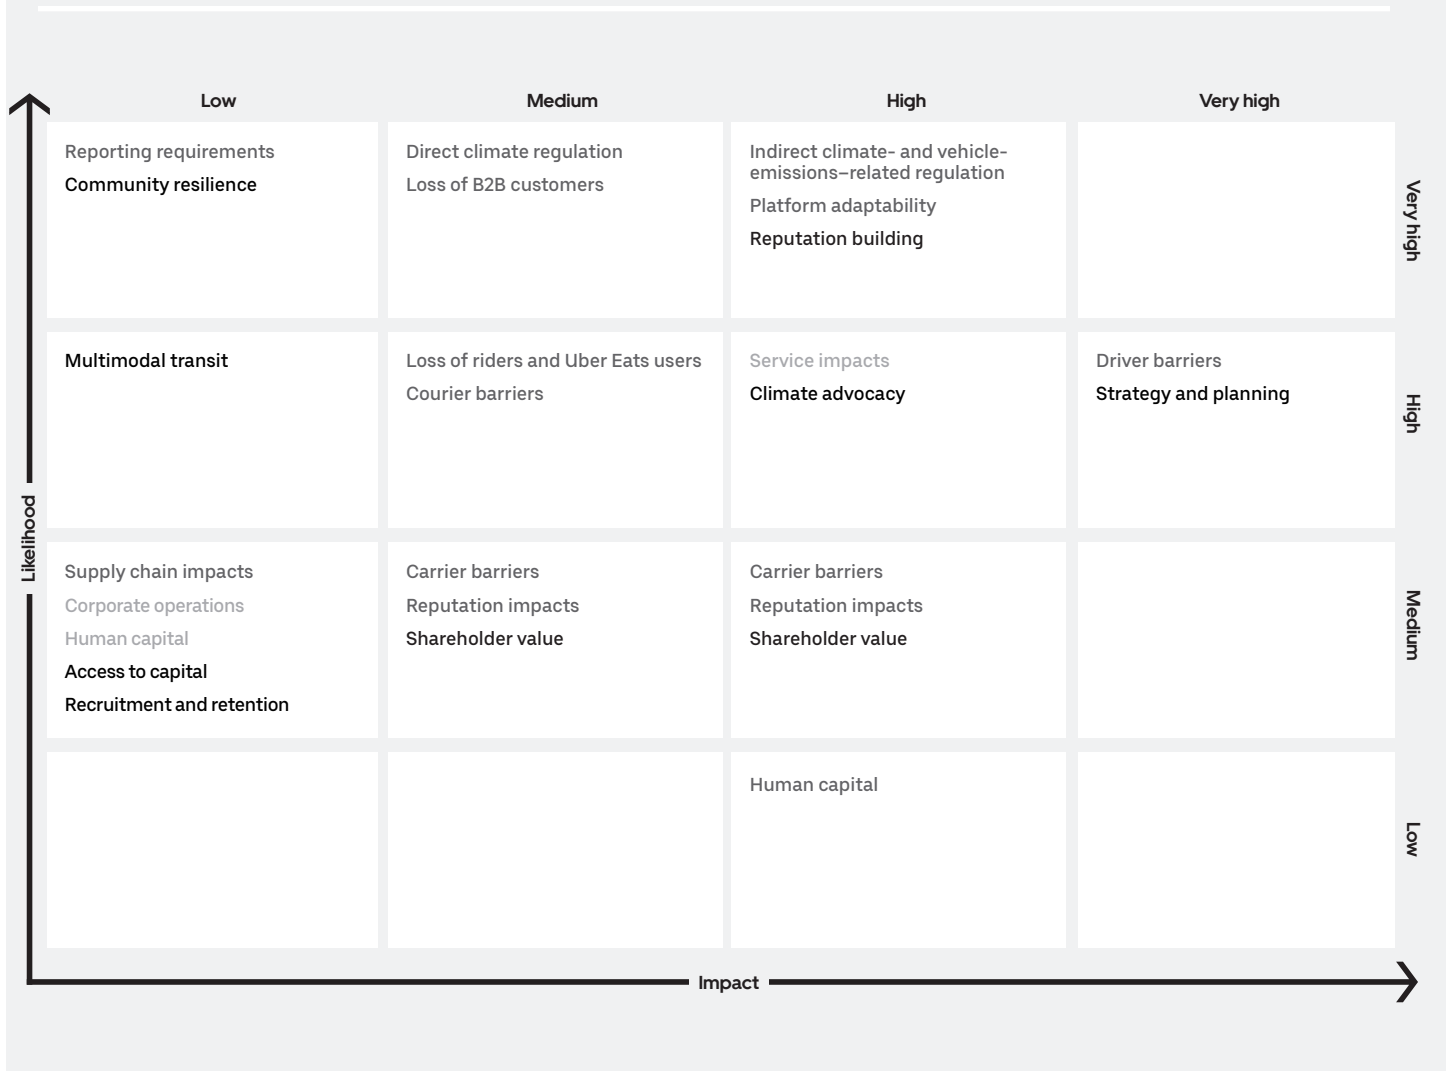 Low
Medium
High
Very high
Reporting requirements
Community resilience
Direct climate regulation
Loss of B2B customers
Indirect climate- and vehicle-
emissions–related regulation
Platform adaptability
Reputation building
Very high
Multimodal transit
Loss of riders and Uber Eats users
Courier barriers
Service impacts
Climate advocacy
Driver barriers
Strategy and planning
High
Likelihood
Supply chain impacts
Corporate operations
Human capital
Access to capital
Recruitment and retention
Carrier barriers
Reputation impacts
Shareholder value
Carrier barriers
Reputation impacts
Shareholder value
Medium
Human capital
Low
Impact